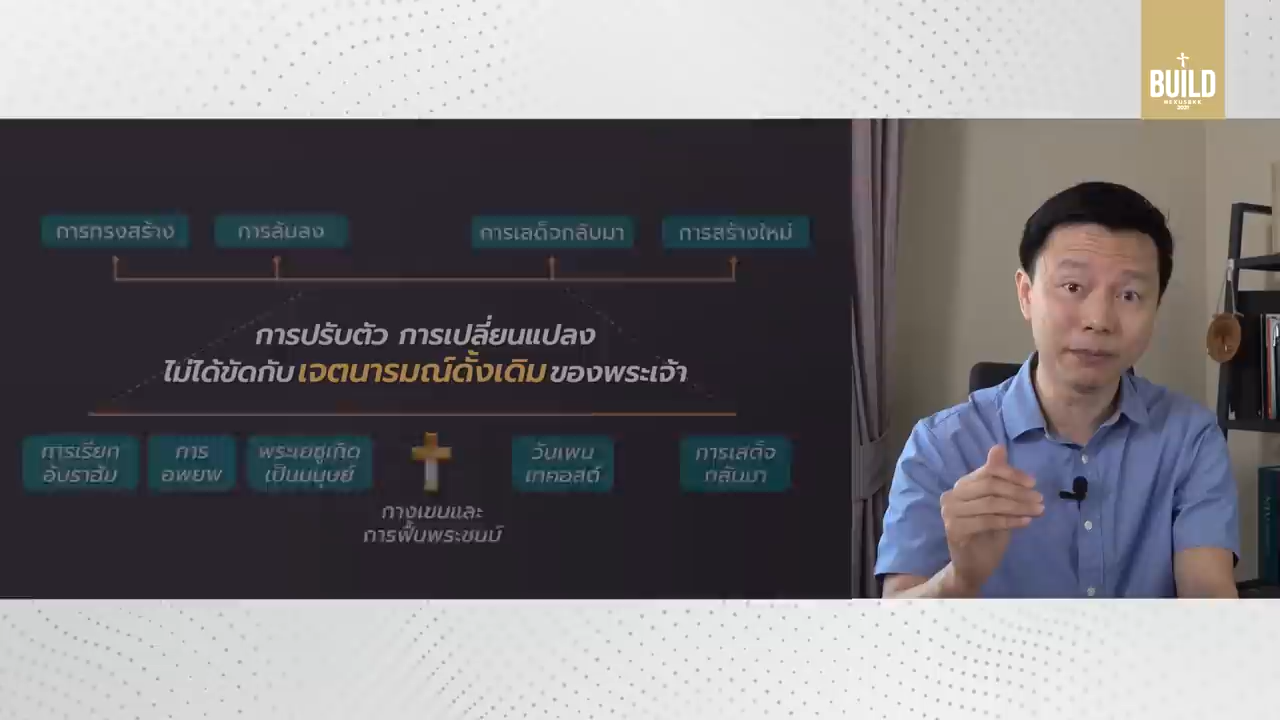 BUILD
NEXUSBKK
2021
การทรงสร้าง
การล้มลง
การเสด็จกลับมา
การสร้างใหม่
การปรับตัว การเปลี่ยนแปลง
ไม่ได้ขัดกับเจตนารมณ์ดั้งเดิมของพระเจ้า
การเรียก
อับราฮัม
การ
อพยพ
พระเยซูเกิด
เป็นมนุษย์
กางเขนและ
การฟื้นพระชนม์
วันเพน
เทคอสต์
การเสด็จ
กลับมา